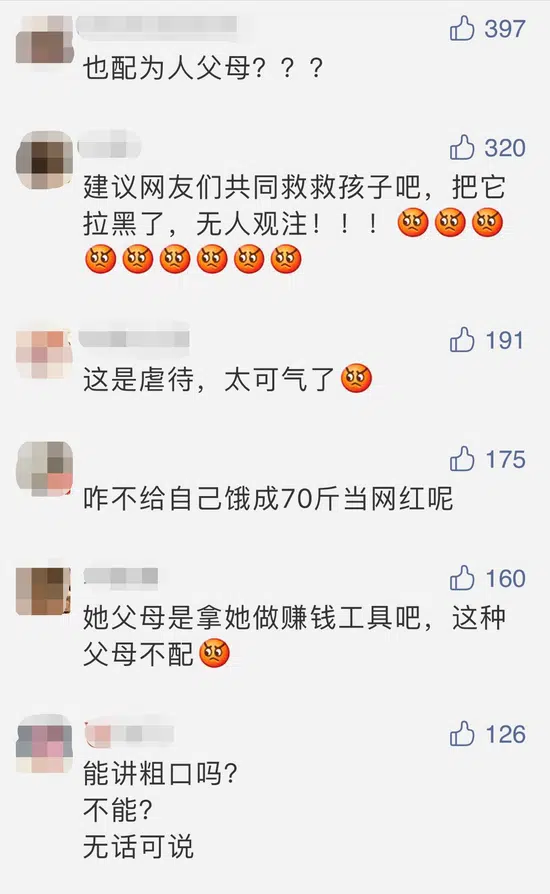 397
也配为人父母？？？
320
建议网友们共同救救孩子吧，把它
拉黑了，无人观注！！！😡😡😡
😡😡😡😡😡😡
191
这是虐待，太可气了😡
175
咋不给自己饿成70斤当网红呢
160
她父母是拿她做赚钱工具吧，这种
父母不配😡
126
能讲粗口吗?
不能?
无话可说